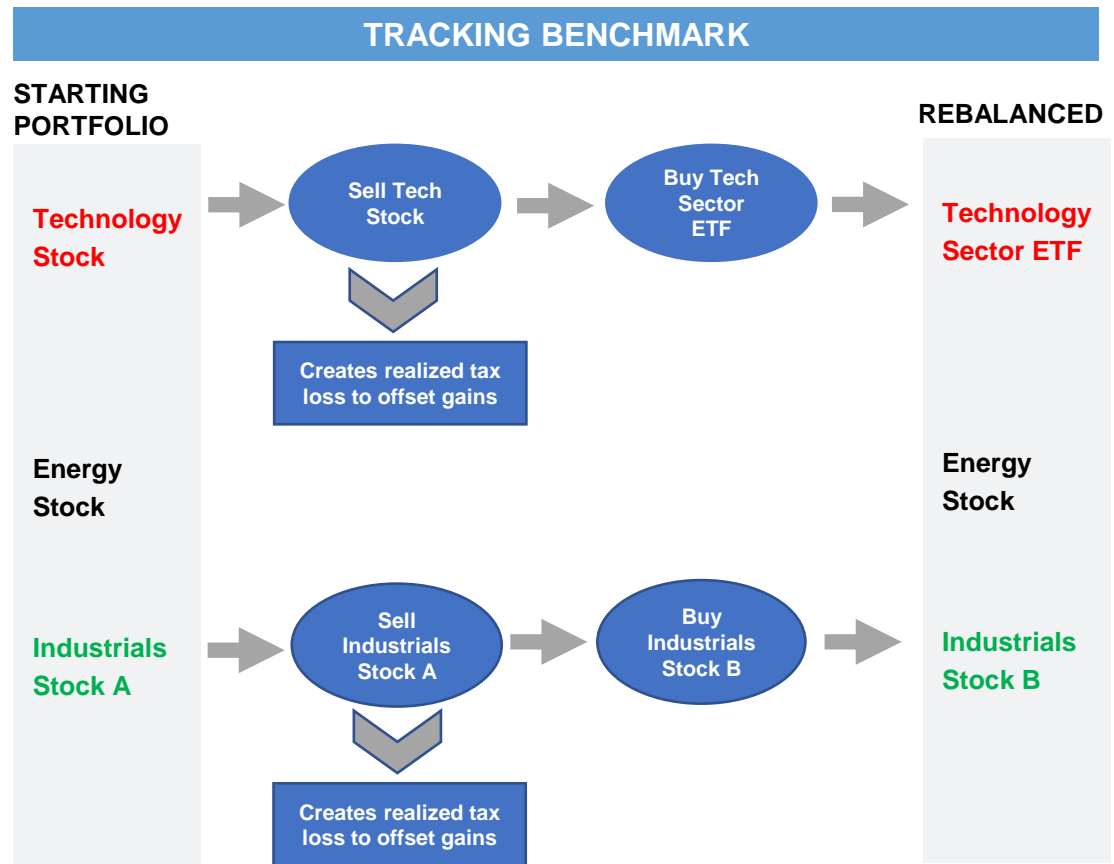 TRACKING BENCHMARK
STARTING
PORTFOLIO
REBALANCED
Technology
Stock
Sell Tech
Stock
Buy Tech
Sector
ETF
Technology
Sector ETF
Creates realized tax
loss to offset gains
Energy
Stock
Energy
Stock
Industrials
Stock A
Sell
Industrials
Stock A
Buy
Industrials
Stock B
Industrials
Stock B
Creates realized tax
loss to offset gains